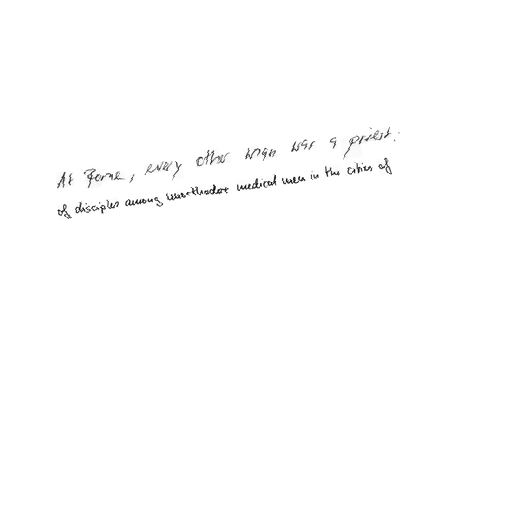 At Rome, every other man was a priest.
of disciples among unorthodox medical men in the cities of